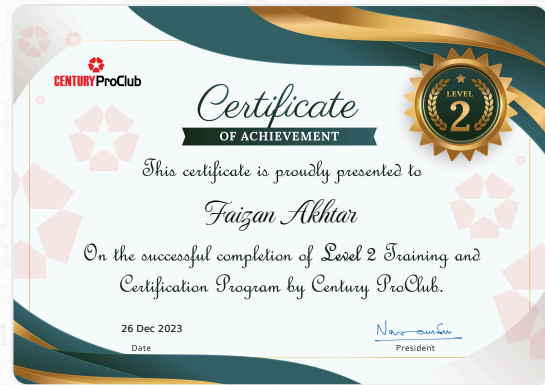 CENTURY ProClub
LEVEL
2
Certificate
OF ACHIEVEMENT
This certificate is proudly presented to
Faizan Akhtar
On the successful completion of Level 2 Training and
Certification Program by Century ProClub.
26 Dec 2023
Date
President